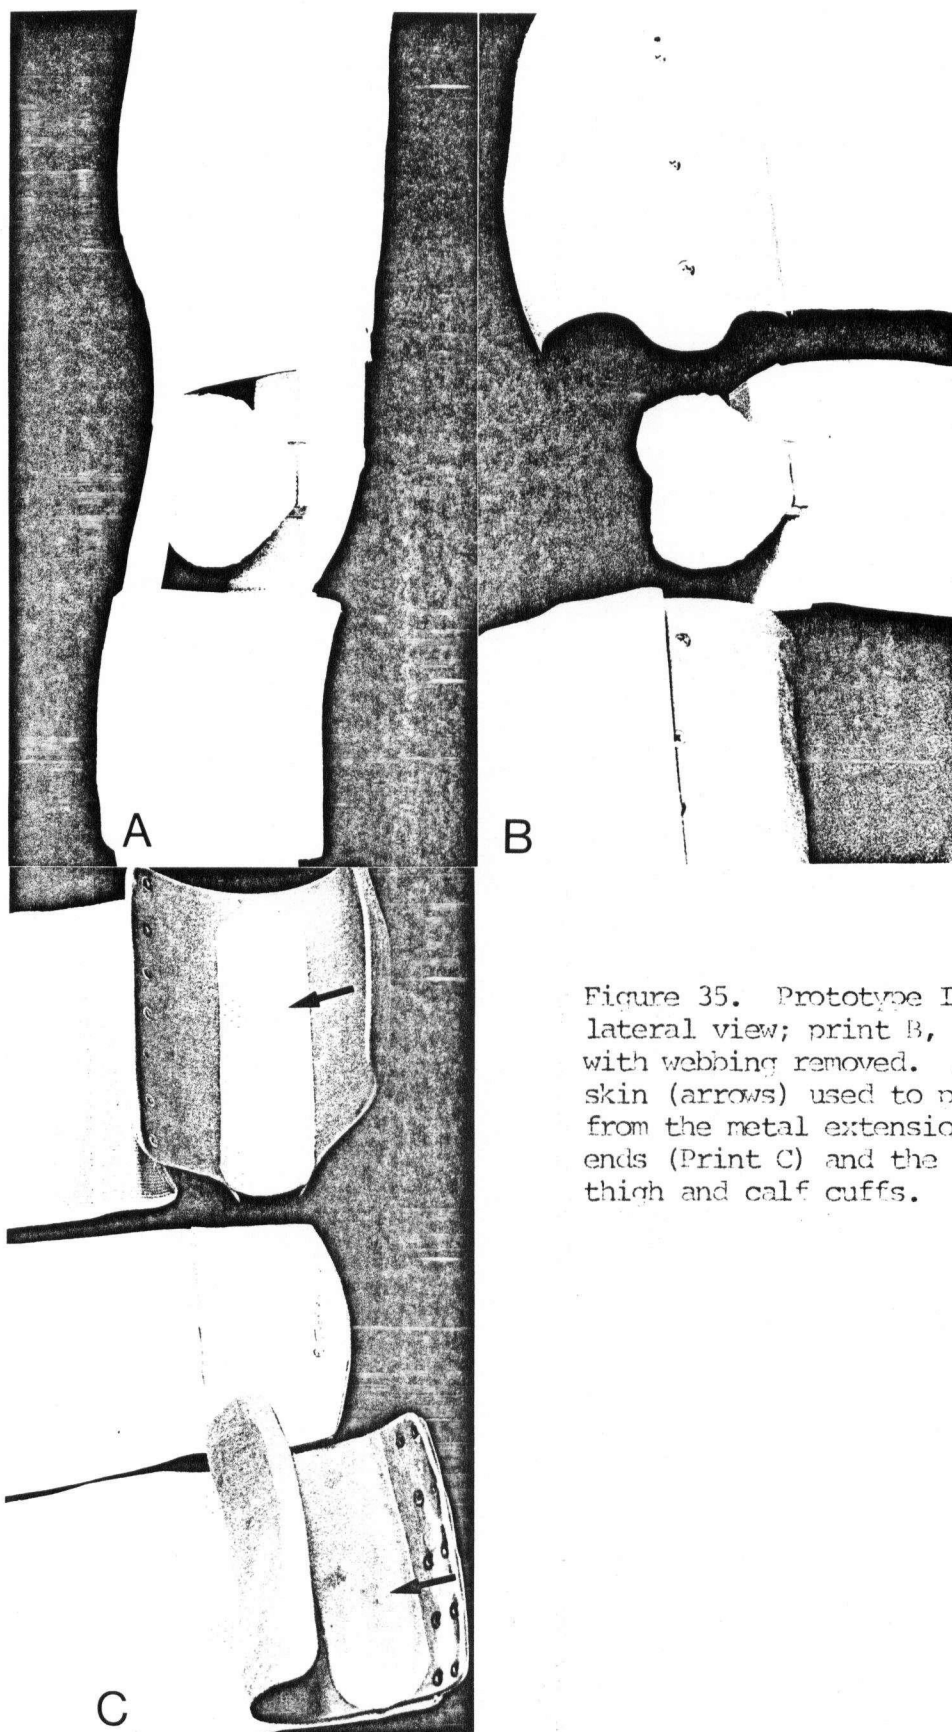 A
B
Figure 35. Prototype I
lateral view; print B,
with webbing removed.
skin (arrows) used to
from the metal extensio
ends (Print C) and the
thigh and calf cuffs.
C